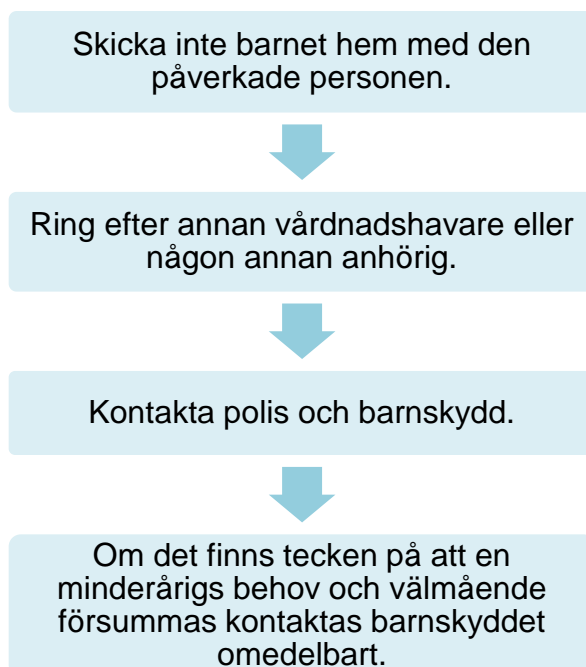 Skicka inte barnet hem med den
påverkade personen.
Ring efter annan vårdnadshavare eller
någon annan anhörig.
Kontakta polis och barnskydd.
Om det finns tecken på att en
minderårigs behov och välmående
försummas kontaktas barnskyddet
omedelbart.